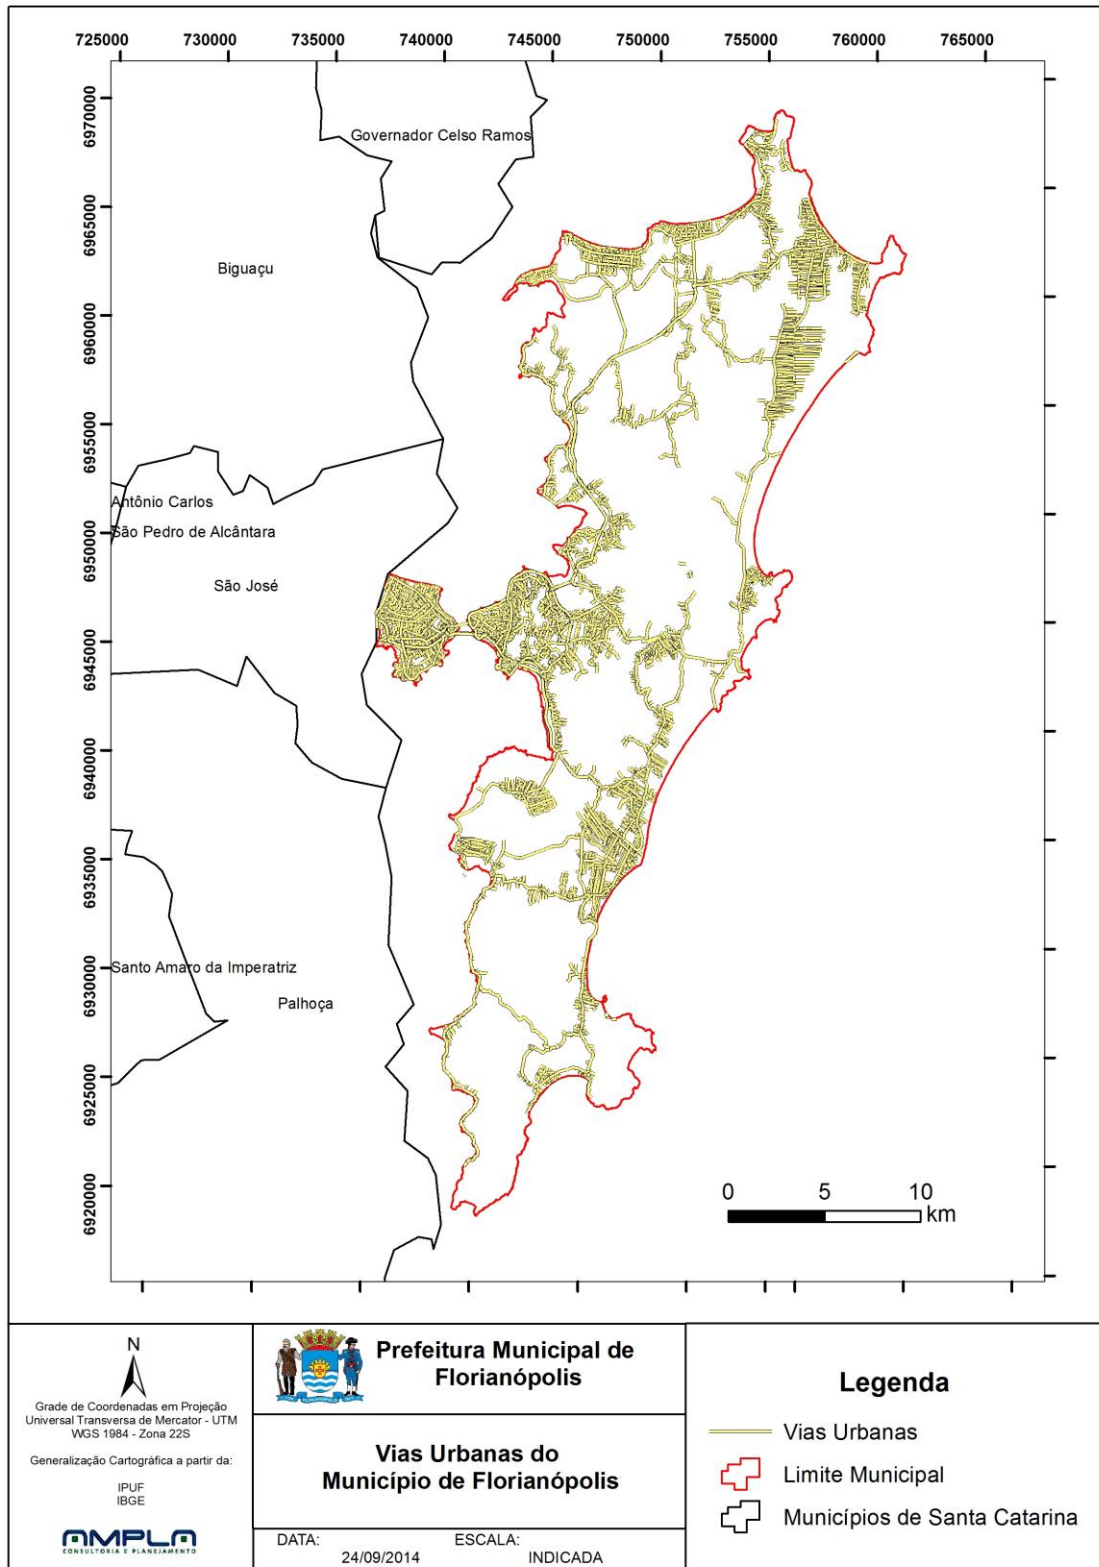 725000 730000 735000 740000 745000 750000 755000 760000 765000
6970000
6965000
6960000
6955000
6950000
6945000
6940000
6935000
6930000
6925000
6920000
Governador Celso Ramos
Biguaçu
Antônio Carlos
São Pedro de Alcântara
São José
Santo Amaro da Imperatriz
Palhoça
0 5 10
km
N
Grade de Coordenadas em Projeção
Universal Transversa de Mercator - UTM
WGS 1984 - Zona 22S
Generalização Cartográfica a partir da:
IPUF
IBGE
AMPLA
CONSULTORIA E PLANEJAMENTO
Prefeitura Municipal de
Florianópolis
Vias Urbanas do
Município de Florianópolis
DATA: ESCALA:
24/09/2014 INDICADA
Legenda
Vias Urbanas
Limite Municipal
Municípios de Santa Catarina